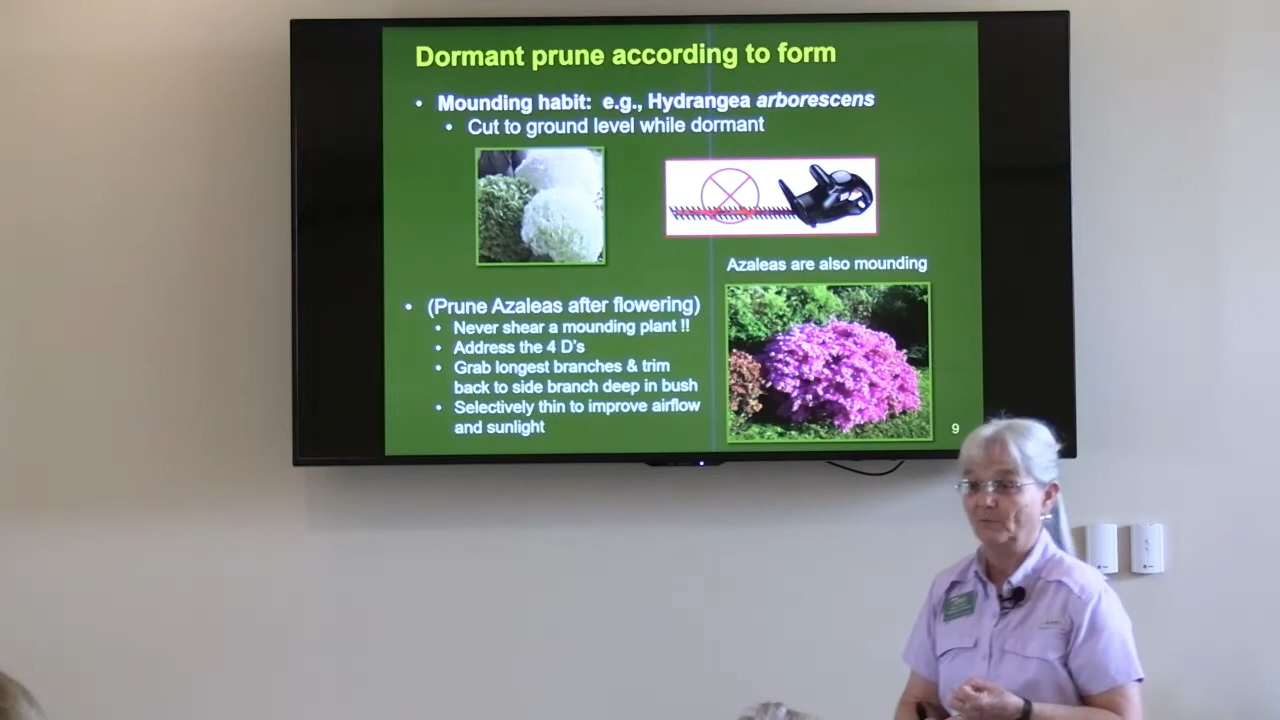 Dormant prune according to form
• Mounding habit: e.g., Hydrangea arborescens
• Cut to ground level while dormant
Azaleas are also mounding
• (Prune Azaleas after flowering)
• Never shear a mounding plant !!
• Address the 4 D's
• Grab longest branches & trim
back to side branch deep in bush
• Selectively thin to improve airflow
and sunlight
9